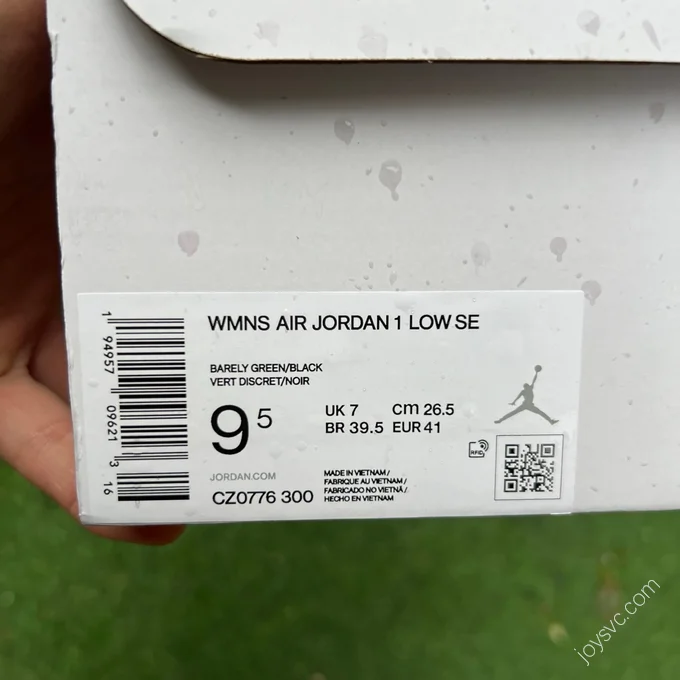 WMNS AIR JORDAN 1 LOW SE
BARELY GREEN/BLACK
VERT DISCRET/NOIR
9 5
UK 7 cm 26.5
BR 39.5 EUR 41
RFID
JORDAN.COM
CZ0776 300
MADE IN VIETNAM /
FABRIQUE AU VIETNAM /
FABRICADO NO VIETNÃ /
HECHO EN VIETNAM
1 94957 09621 3 16
joysvc.com